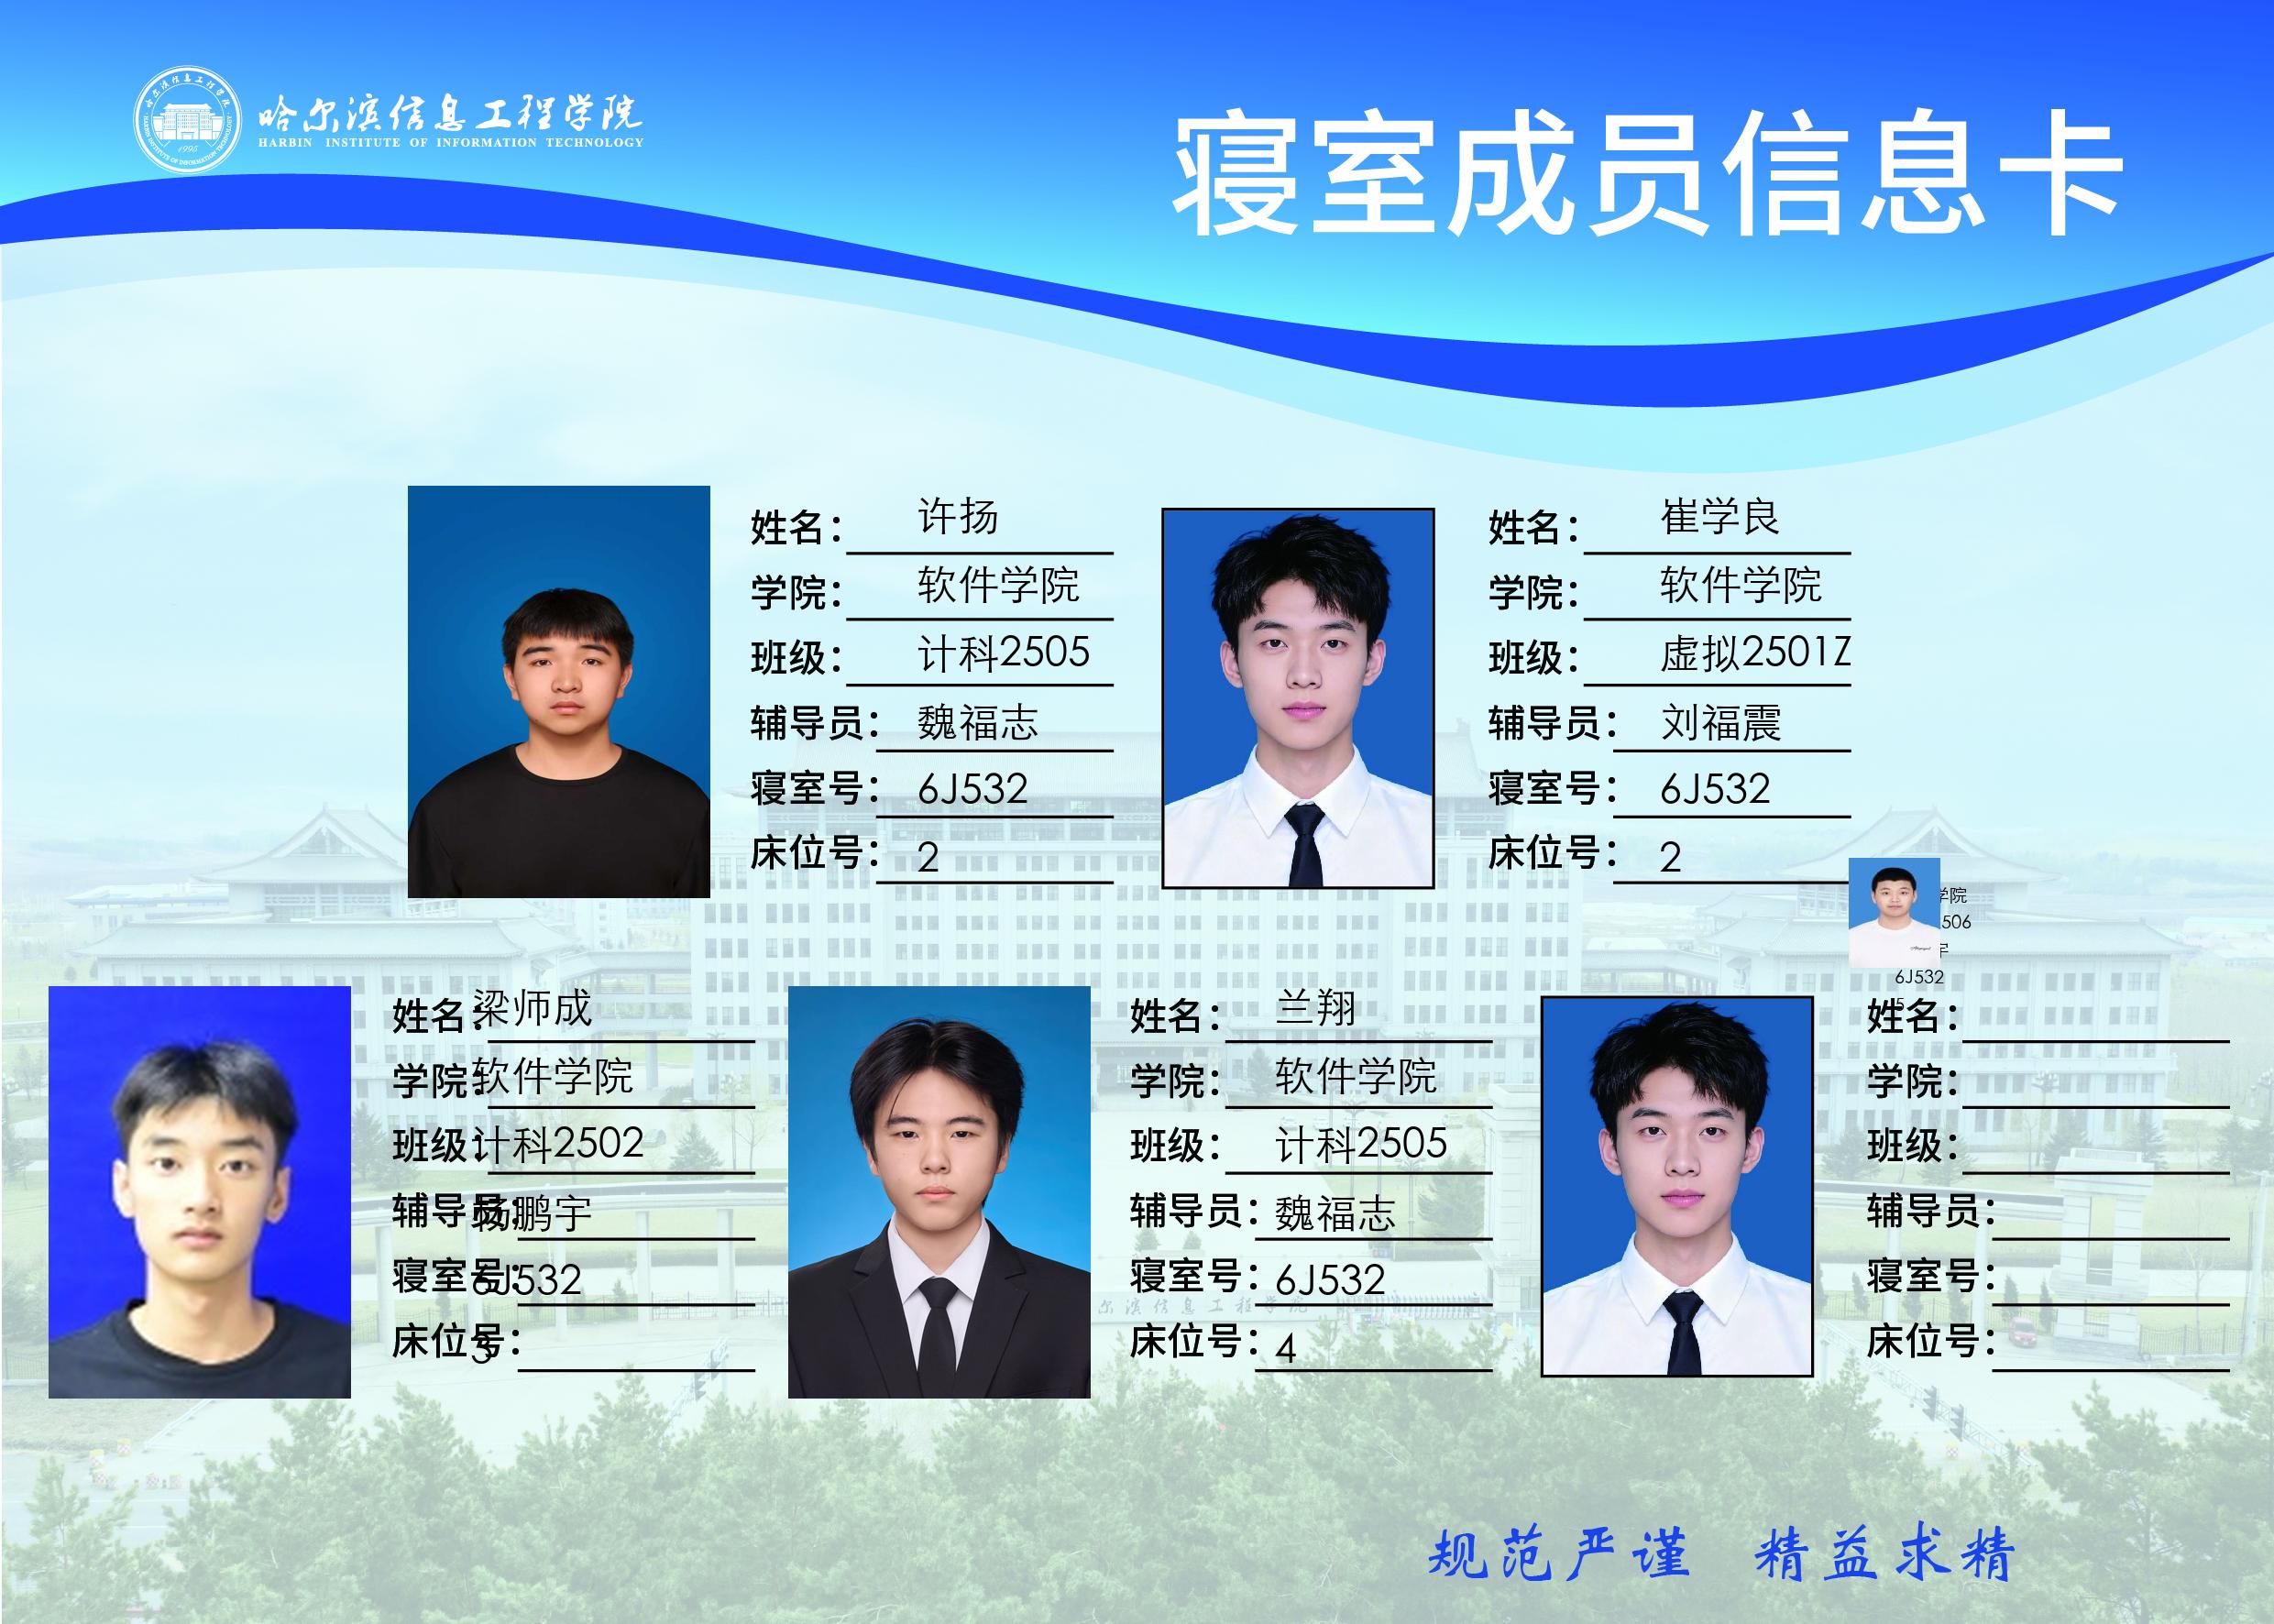 哈尔滨信息工程学院
HARBIN INSTITUTE OF INFORMATION TECHNOLOGY
1995
寝室成员信息卡
姓名： 许扬
学院： 软件学院
班级： 计科2505
辅导员： 魏福志
寝室号： 6J532
床位号： 2
姓名： 崔学良
学院： 软件学院
班级： 虚拟2501Z
辅导员： 刘福震
寝室号： 6J532
床位号： 2
学院
506
6J532
姓名：梁师成
学院：软件学院
班级：计科2502
辅导员：杨鹏宇
寝室号：6J532
床位号：3
姓名： 兰翔
学院： 软件学院
班级： 计科2505
辅导员：魏福志
寝室号：6J532
床位号：4
姓名：
学院：
班级：
辅导员：
寝室号：
床位号：
规范严谨 精益求精